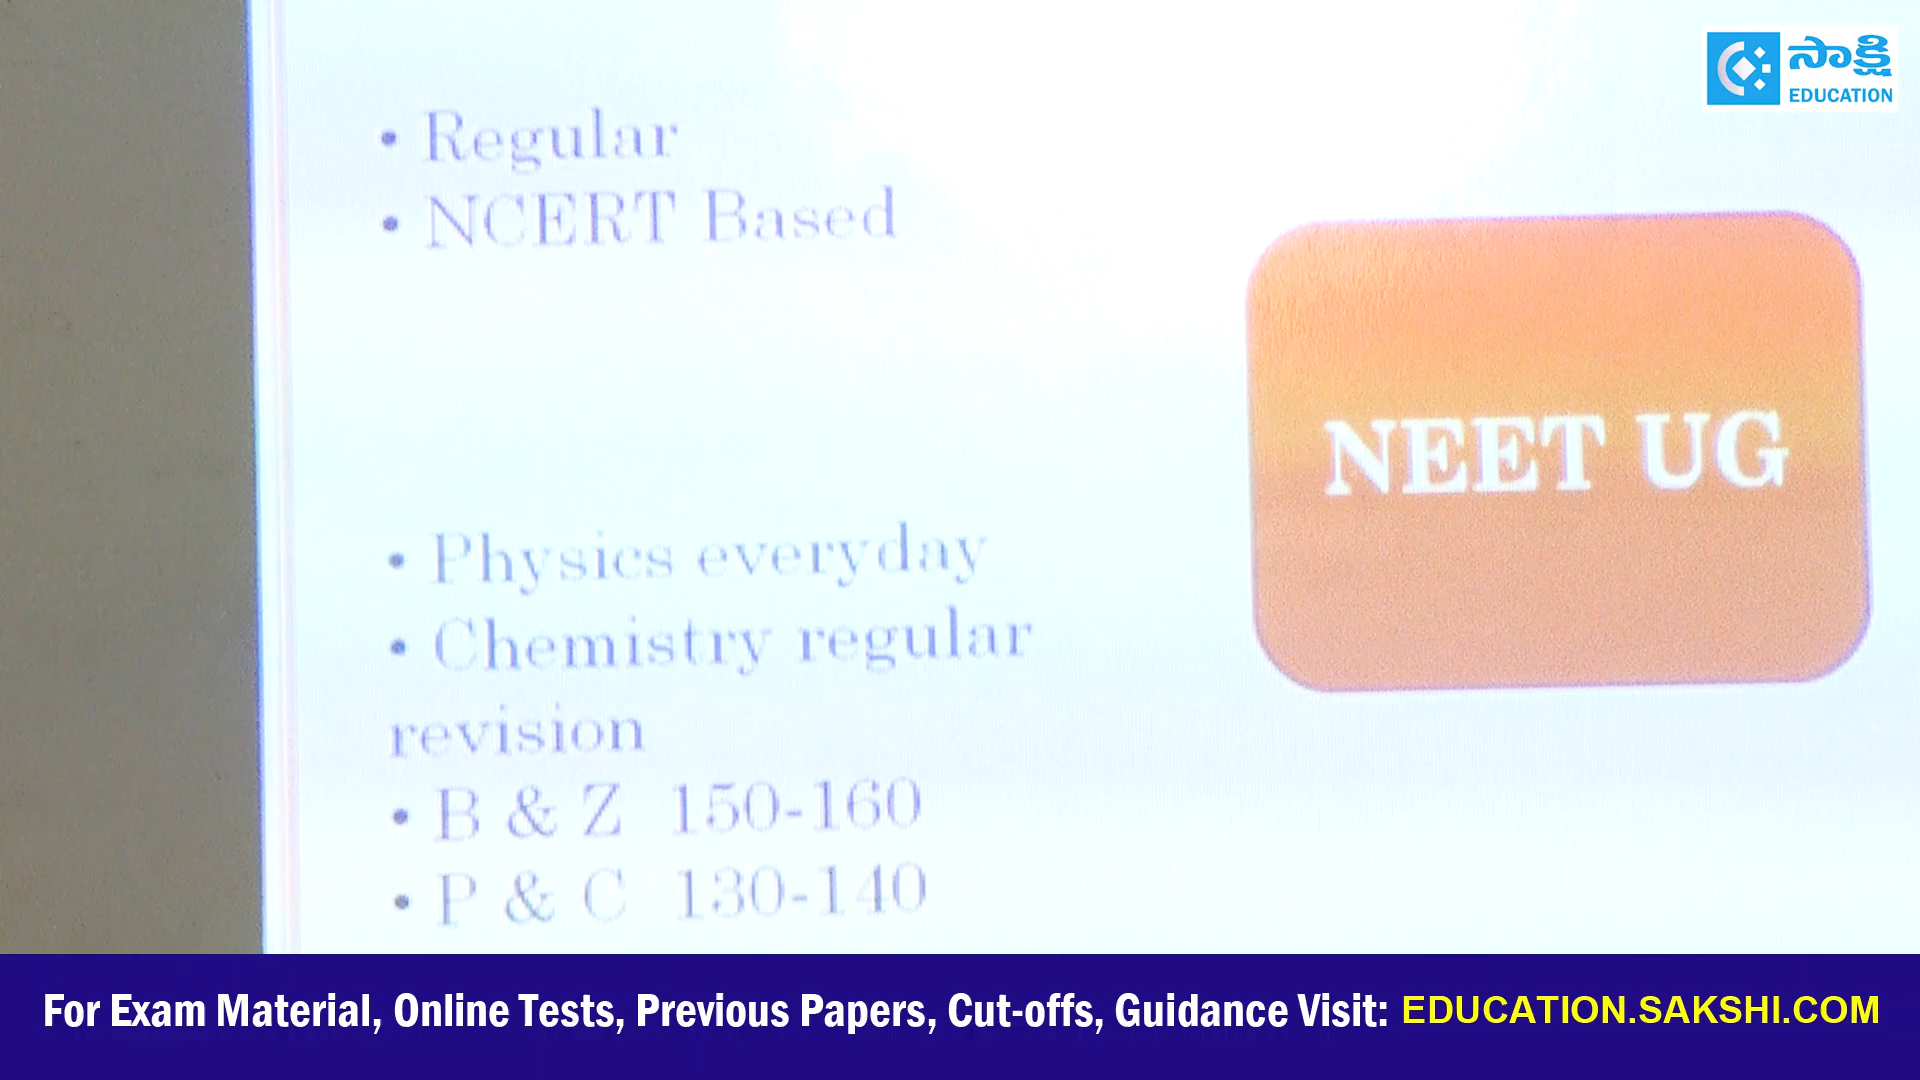 సాక్షి
EDUCATION
• Regular
• NCERT Based
NEET UG
• Physics everyday
• Chemistry regular
revision
• B & Z 150-160
• P & C 130-140
For Exam Material, Online Tests, Previous Papers, Cut-offs, Guidance Visit: EDUCATION.SAKSHI.COM